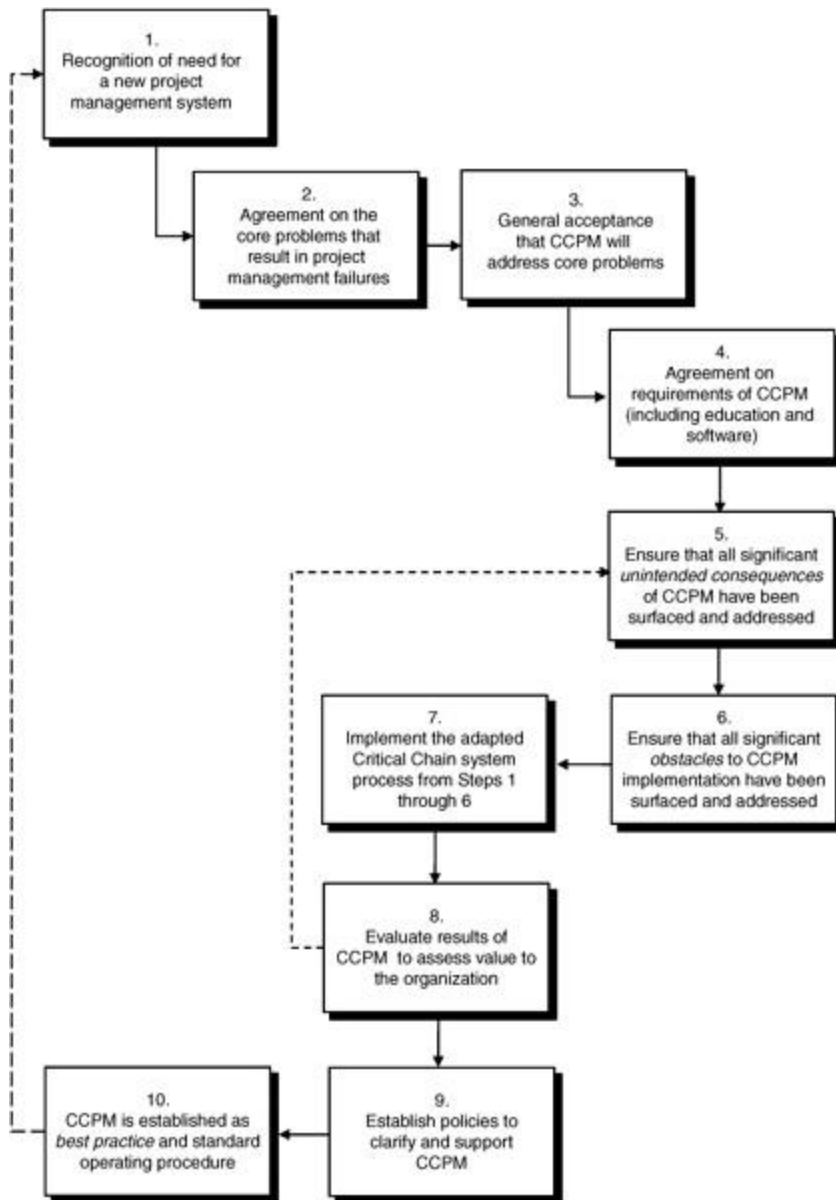 1.
Recognition of need for
a new project
management system
2.
Agreement on the
core problems that
result in project
management failures
3.
General acceptance
that CCPM will
address core problems
4.
Agreement on
requirements of CCPM
(including education and
software)
5.
Ensure that all significant
unintended consequences
of CCPM have been
surfaced and addressed
6.
Ensure that all significant
obstacles to CCPM
implementation have been
surfaced and addressed
7.
Implement the adapted
Critical Chain system
process from Steps 1
through 6
8.
Evaluate results of
CCPM to assess value to
the organization
9.
Establish policies to
clarify and support
CCPM
10.
CCPM is established as
best practice and standard
operating procedure